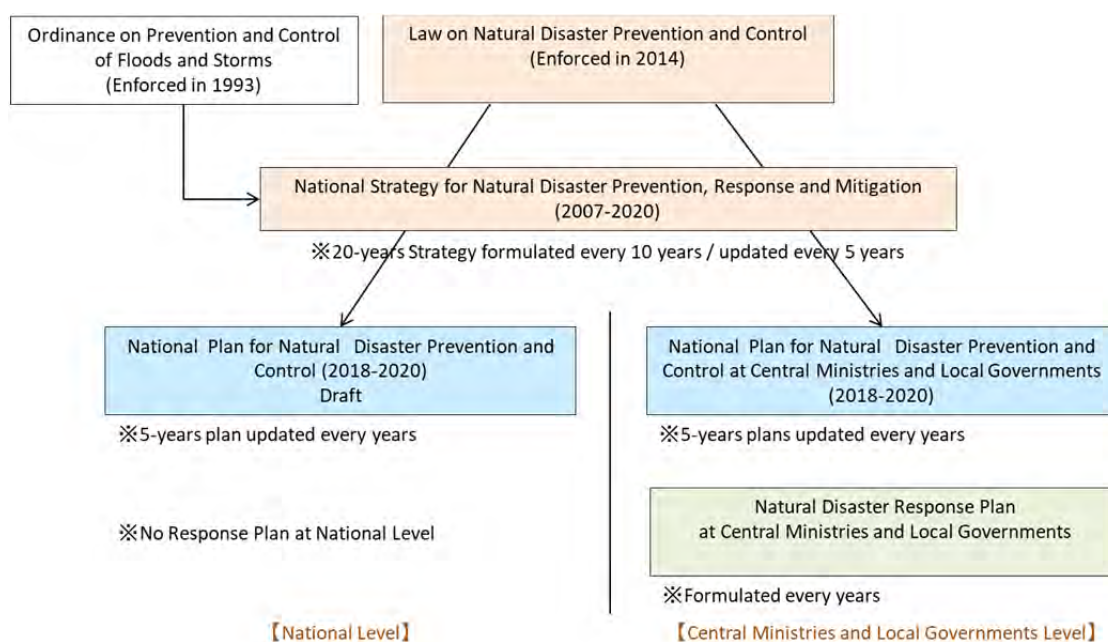 Ordinance on Prevention and Control
of Floods and Storms
(Enforced in 1993)
Law on Natural Disaster Prevention and Control
(Enforced in 2014)
National Strategy for Natural Disaster Prevention, Response and Mitigation
(2007-2020)
※20-years Strategy formulated every 10 years / updated every 5 years
National Plan for Natural Disaster Prevention and
Control (2018-2020)
Draft
※5-years plan updated every years
※No Response Plan at National Level
【National Level】
National Plan for Natural Disaster Prevention and
Control at Central Ministries and Local Governments
(2018-2020)
※5-years plans updated every years
Natural Disaster Response Plan
at Central Ministries and Local Governments
※Formulated every years
【Central Ministries and Local Governments Level】